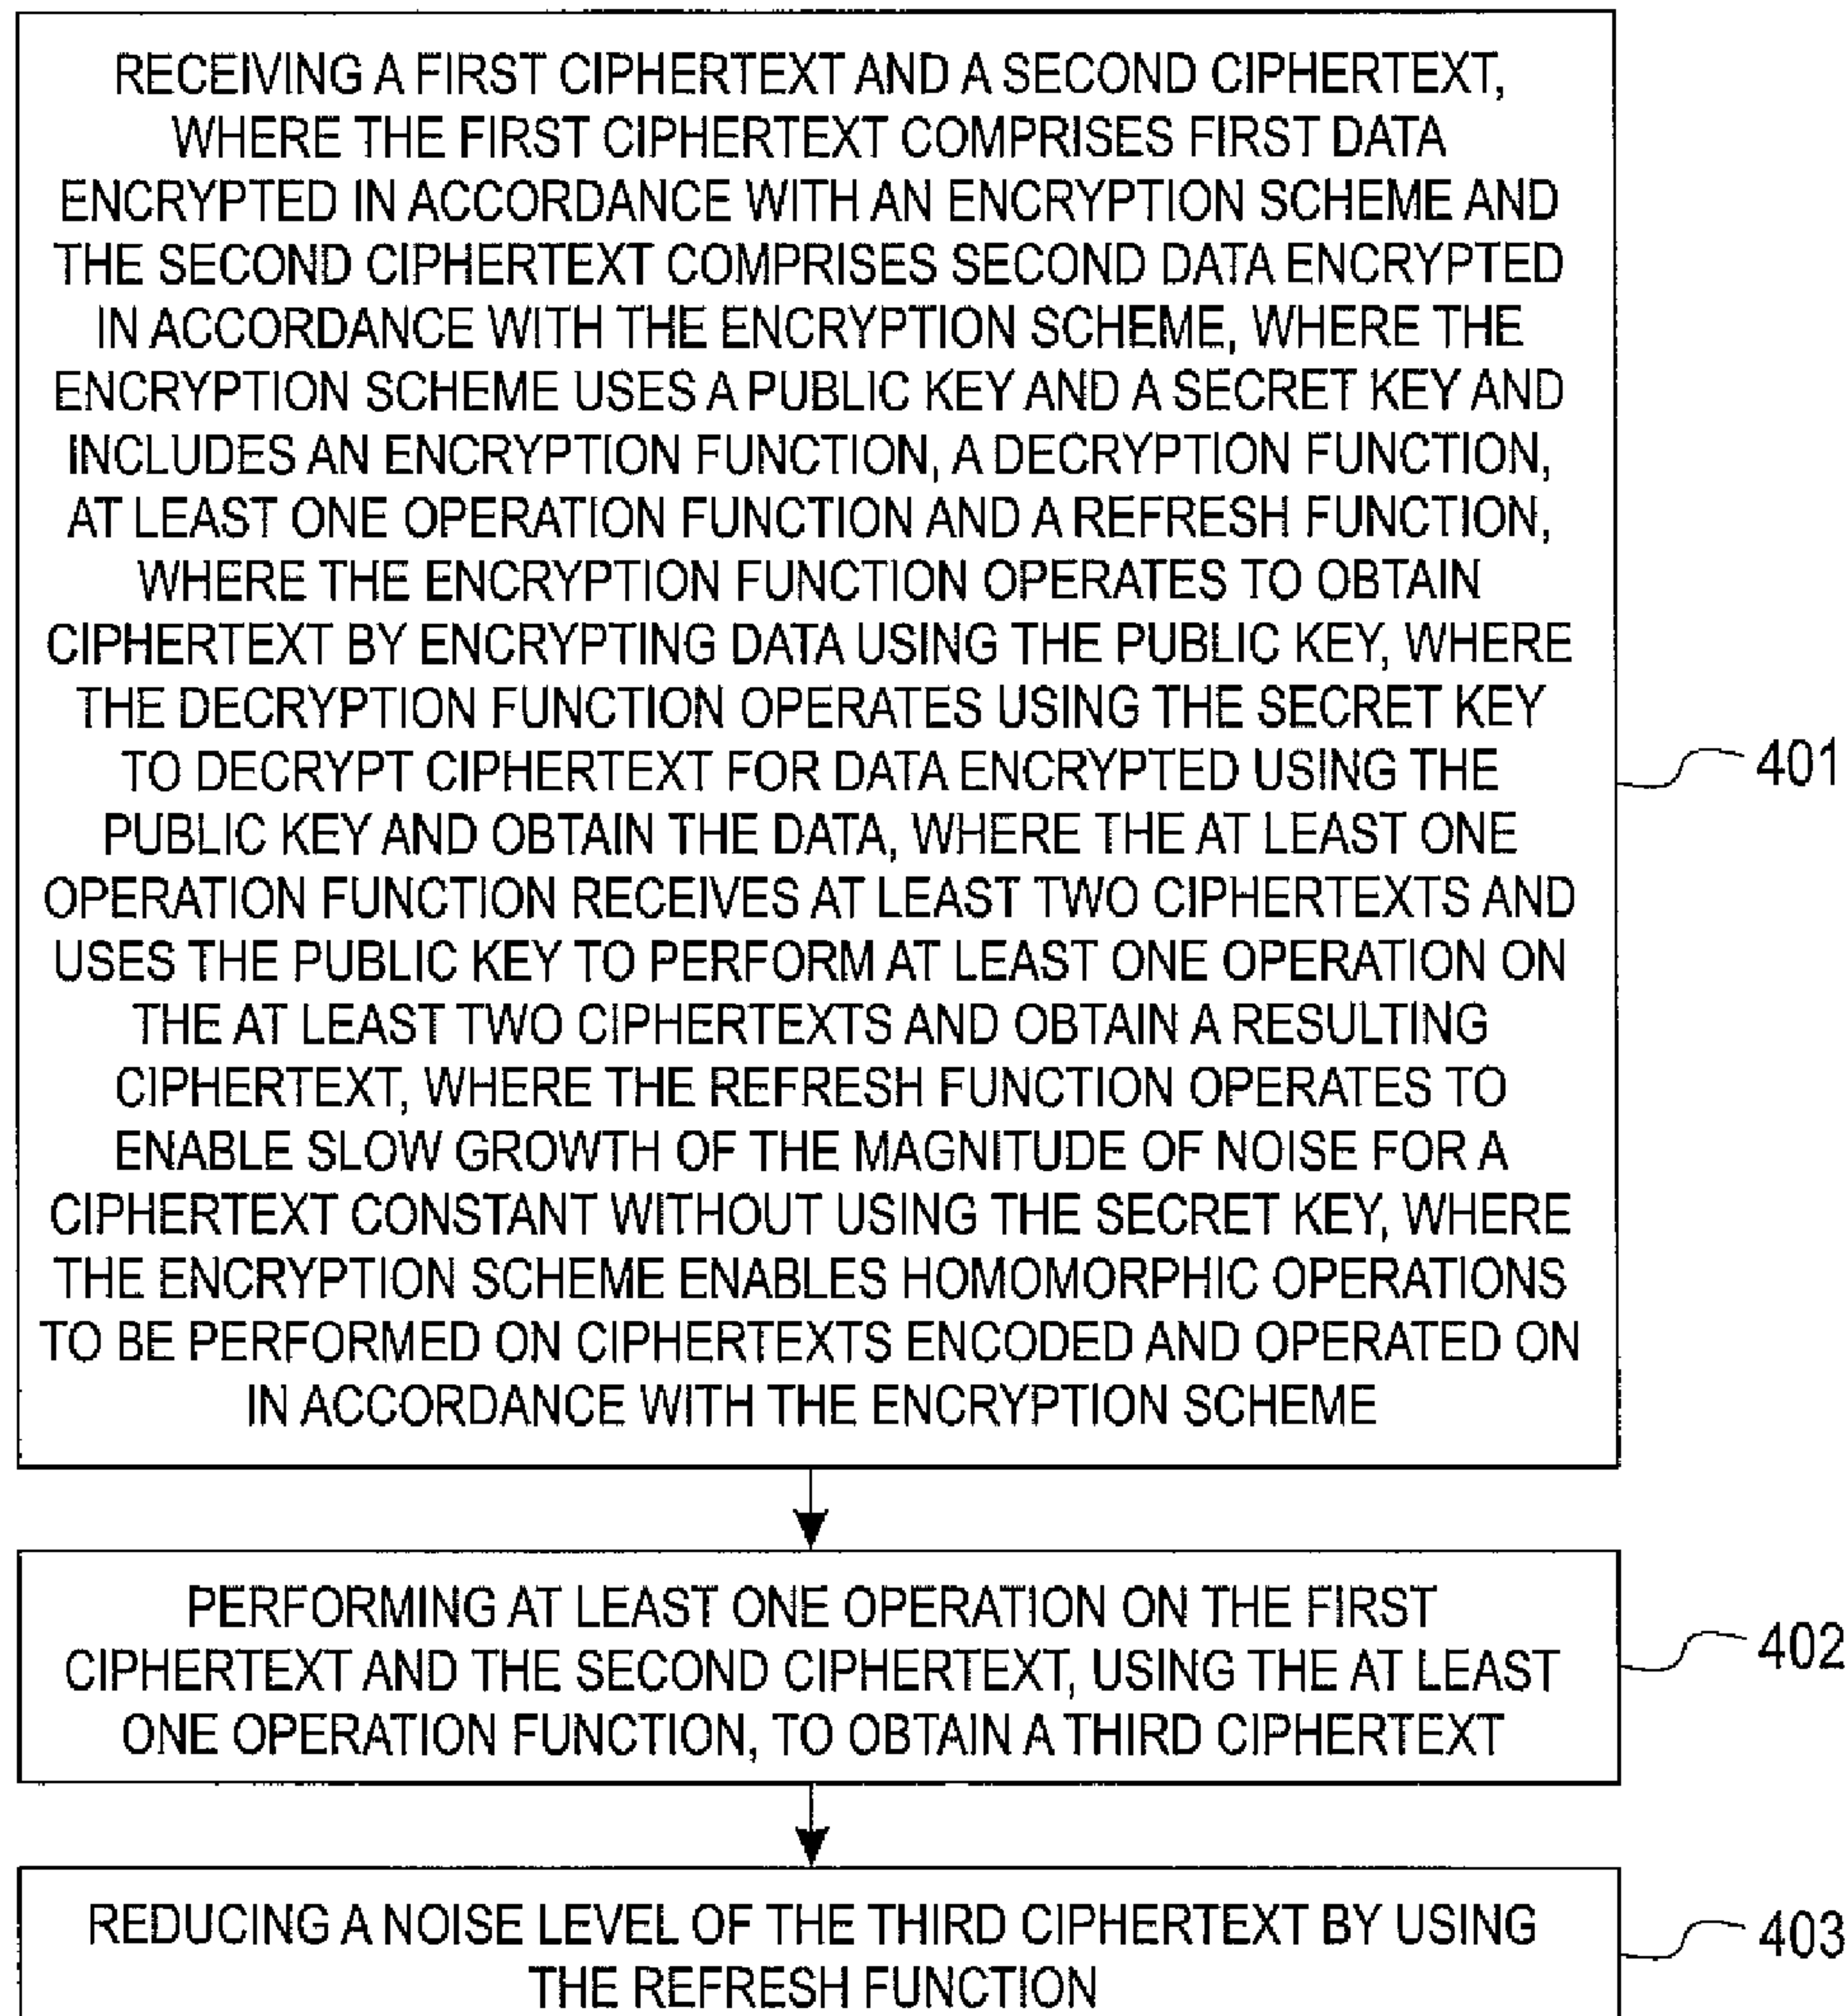 RECEIVING A FIRST CIPHERTEXT AND A SECOND CIPHERTEXT,
WHERE THE FIRST CIPHERTEXT COMPRISES FIRST DATA
ENCRYPTED IN ACCORDANCE WITH AN ENCRYPTION SCHEME AND
THE SECOND CIPHERTEXT COMPRISES SECOND DATA ENCRYPTED
IN ACCORDANCE WITH THE ENCRYPTION SCHEME, WHERE THE
ENCRYPTION SCHEME USES A PUBLIC KEY AND A SECRET KEY AND
INCLUDES AN ENCRYPTION FUNCTION, A DECRYPTION FUNCTION,
AT LEAST ONE OPERATION FUNCTION AND A REFRESH FUNCTION,
WHERE THE ENCRYPTION FUNCTION OPERATES TO OBTAIN
CIPHERTEXT BY ENCRYPTING DATA USING THE PUBLIC KEY, WHERE
THE DECRYPTION FUNCTION OPERATES USING THE SECRET KEY
TO DECRYPT CIPHERTEXT FOR DATA ENCRYPTED USING THE
PUBLIC KEY AND OBTAIN THE DATA, WHERE THE AT LEAST ONE
OPERATION FUNCTION RECEIVES AT LEAST TWO CIPHERTEXTS AND
USES THE PUBLIC KEY TO PERFORM AT LEAST ONE OPERATION ON
THE AT LEAST TWO CIPHERTEXTS AND OBTAIN A RESULTING
CIPHERTEXT, WHERE THE REFRESH FUNCTION OPERATES TO
ENABLE SLOW GROWTH OF THE MAGNITUDE OF NOISE FOR A
CIPHERTEXT CONSTANT WITHOUT USING THE SECRET KEY, WHERE
THE ENCRYPTION SCHEME ENABLES HOMOMORPHIC OPERATIONS
TO BE PERFORMED ON CIPHERTEXTS ENCODED AND OPERATED ON
IN ACCORDANCE WITH THE ENCRYPTION SCHEME
401
PERFORMING AT LEAST ONE OPERATION ON THE FIRST
CIPHERTEXT AND THE SECOND CIPHERTEXT, USING THE AT LEAST
ONE OPERATION FUNCTION, TO OBTAIN A THIRD CIPHERTEXT
402
REDUCING A NOISE LEVEL OF THE THIRD CIPHERTEXT BY USING
THE REFRESH FUNCTION
403